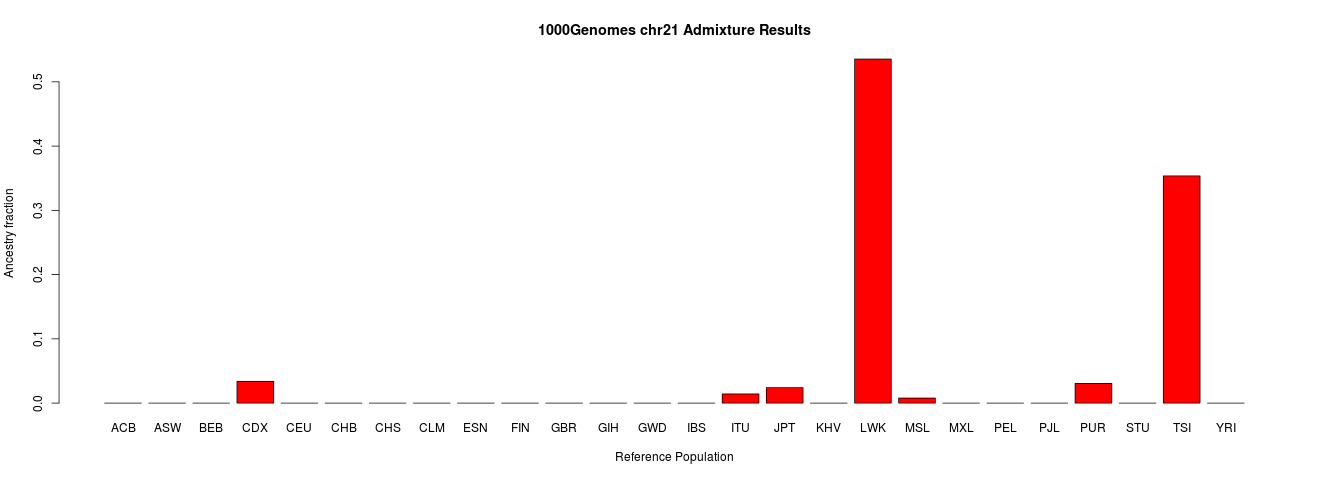 1000Genomes chr21 Admixture Results
Ancestry fraction
0.5
0.4
0.3
0.2
0.1
0.0
ACB ASW BEB CDX CEU CHB CHS CLM ESN FIN GBR GIH GWD IBS ITU JPT KHV LWK MSL MXL PEL PJL PUR STU TSI YRI
Reference Population